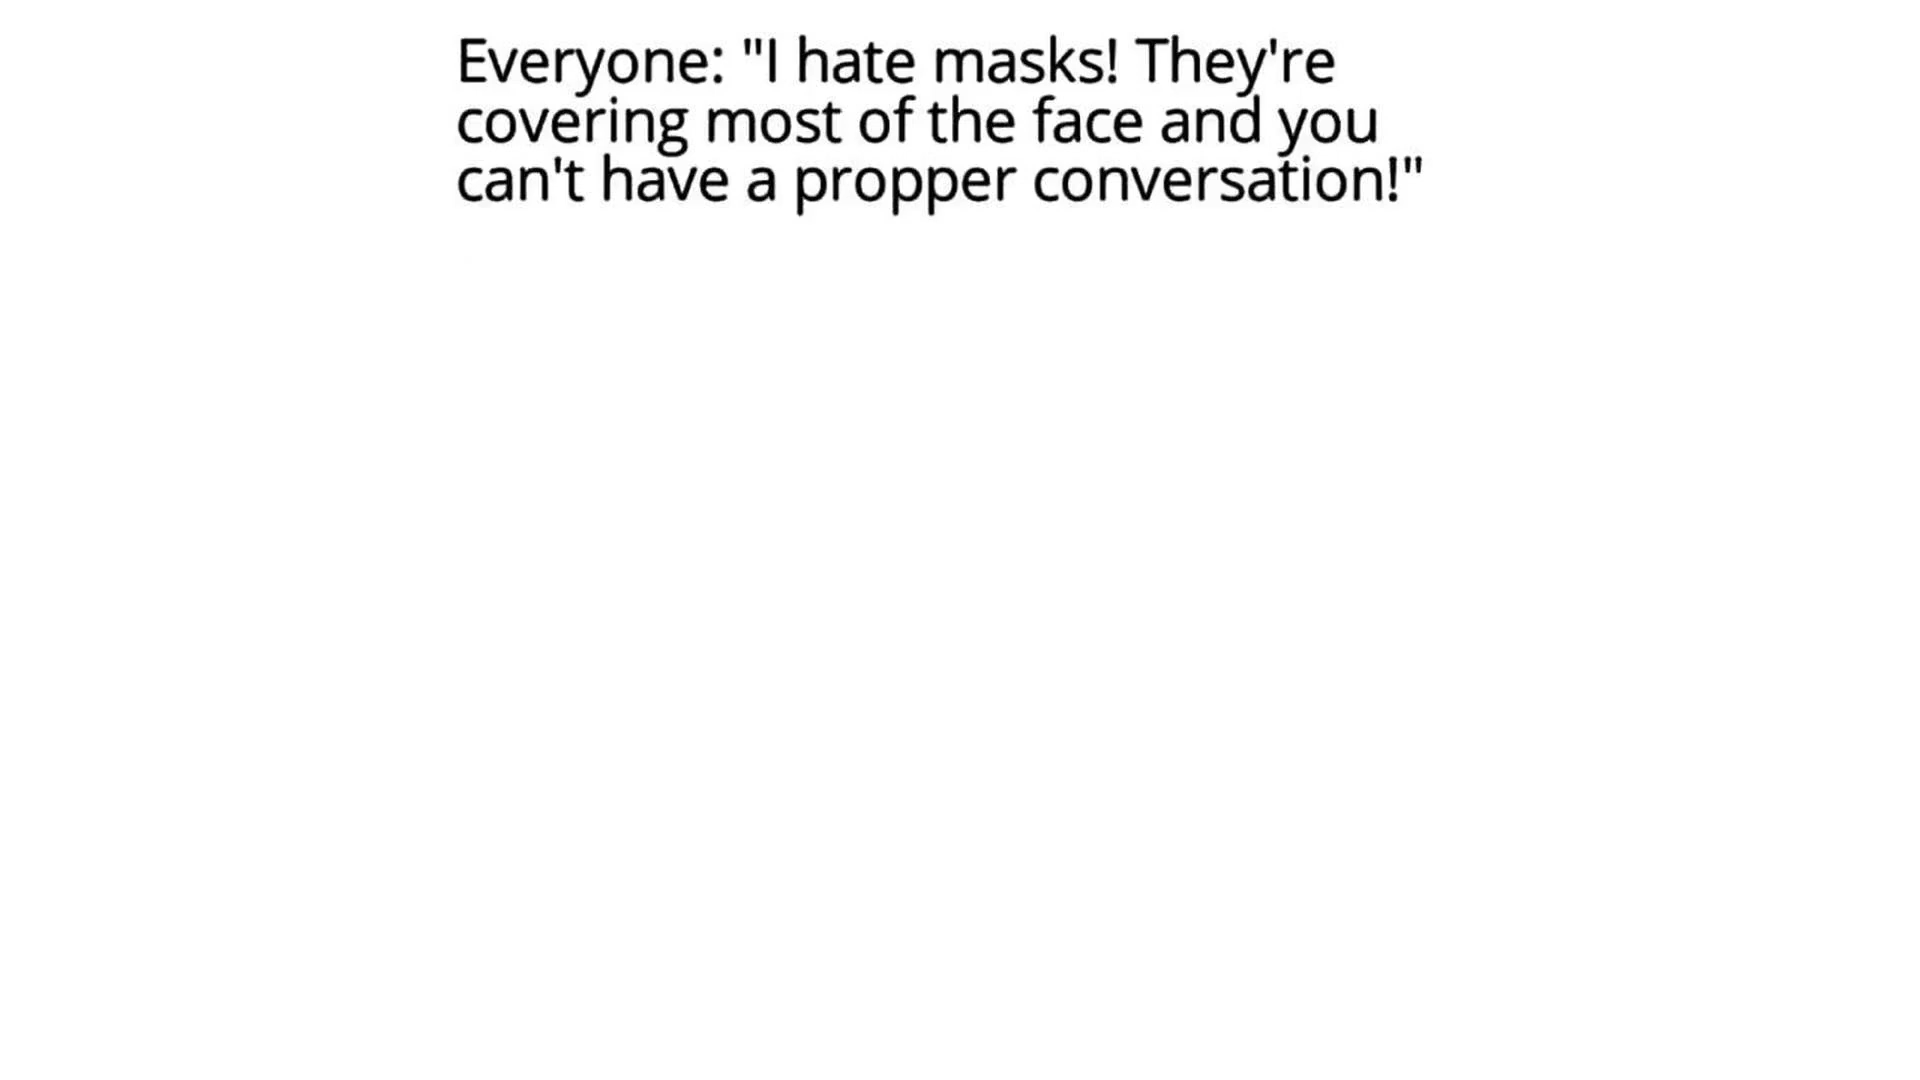 Everyone: "I hate masks! They're
covering most of the face and you
can't have a propper conversation!"